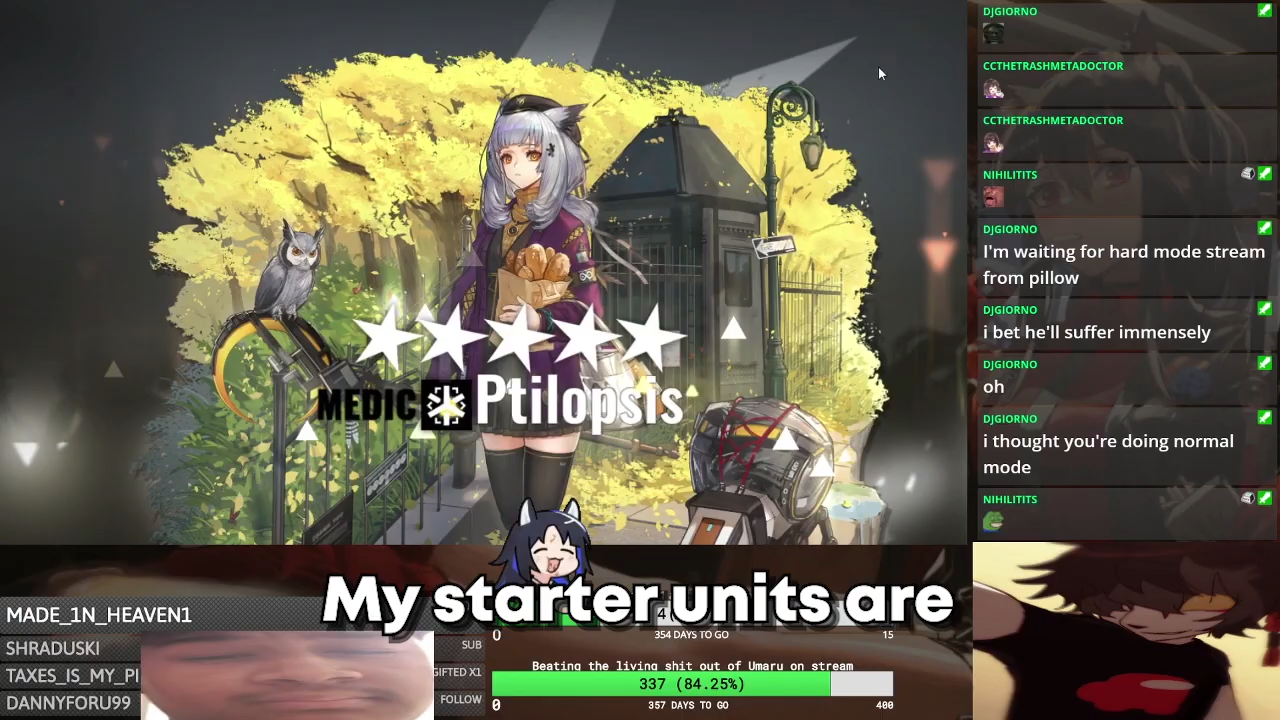 MEDIC Ptilopsis
My starter units are
MADE_1N_HEAVEN1
SHRADUSKI
TAXES_IS_MY_PI
DANNYFORU99
SUB
GIFTED X1
FOLLOW
0 354 DAYS TO GO 15
Beating the living shit out of Umaru on stream
337 (84.25%)
0 357 DAYS TO GO 400
DJGIORNO
CCTHETRASHMETADOCTOR
CCTHETRASHMETADOCTOR
NIHILITITS
DJGIORNO
I'm waiting for hard mode stream
from pillow
DJGIORNO
i bet he'll suffer immensely
DJGIORNO
oh
DJGIORNO
i thought you're doing normal
mode
NIHILITITS